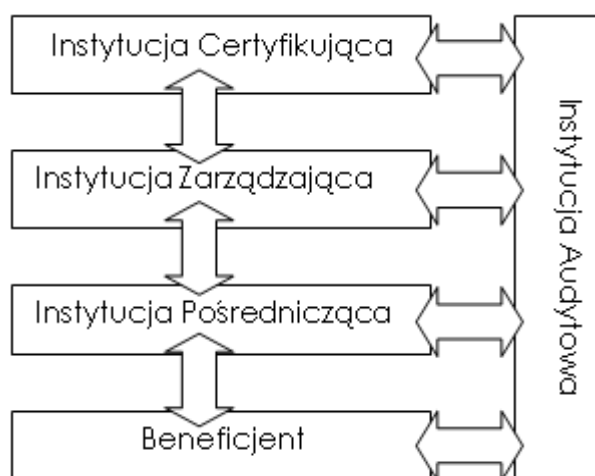 Instytucja Certyfikująca
Instytucja Zarządzająca
Instytucja Pośrednicząca
Beneficjent
Instytucja Audytowa